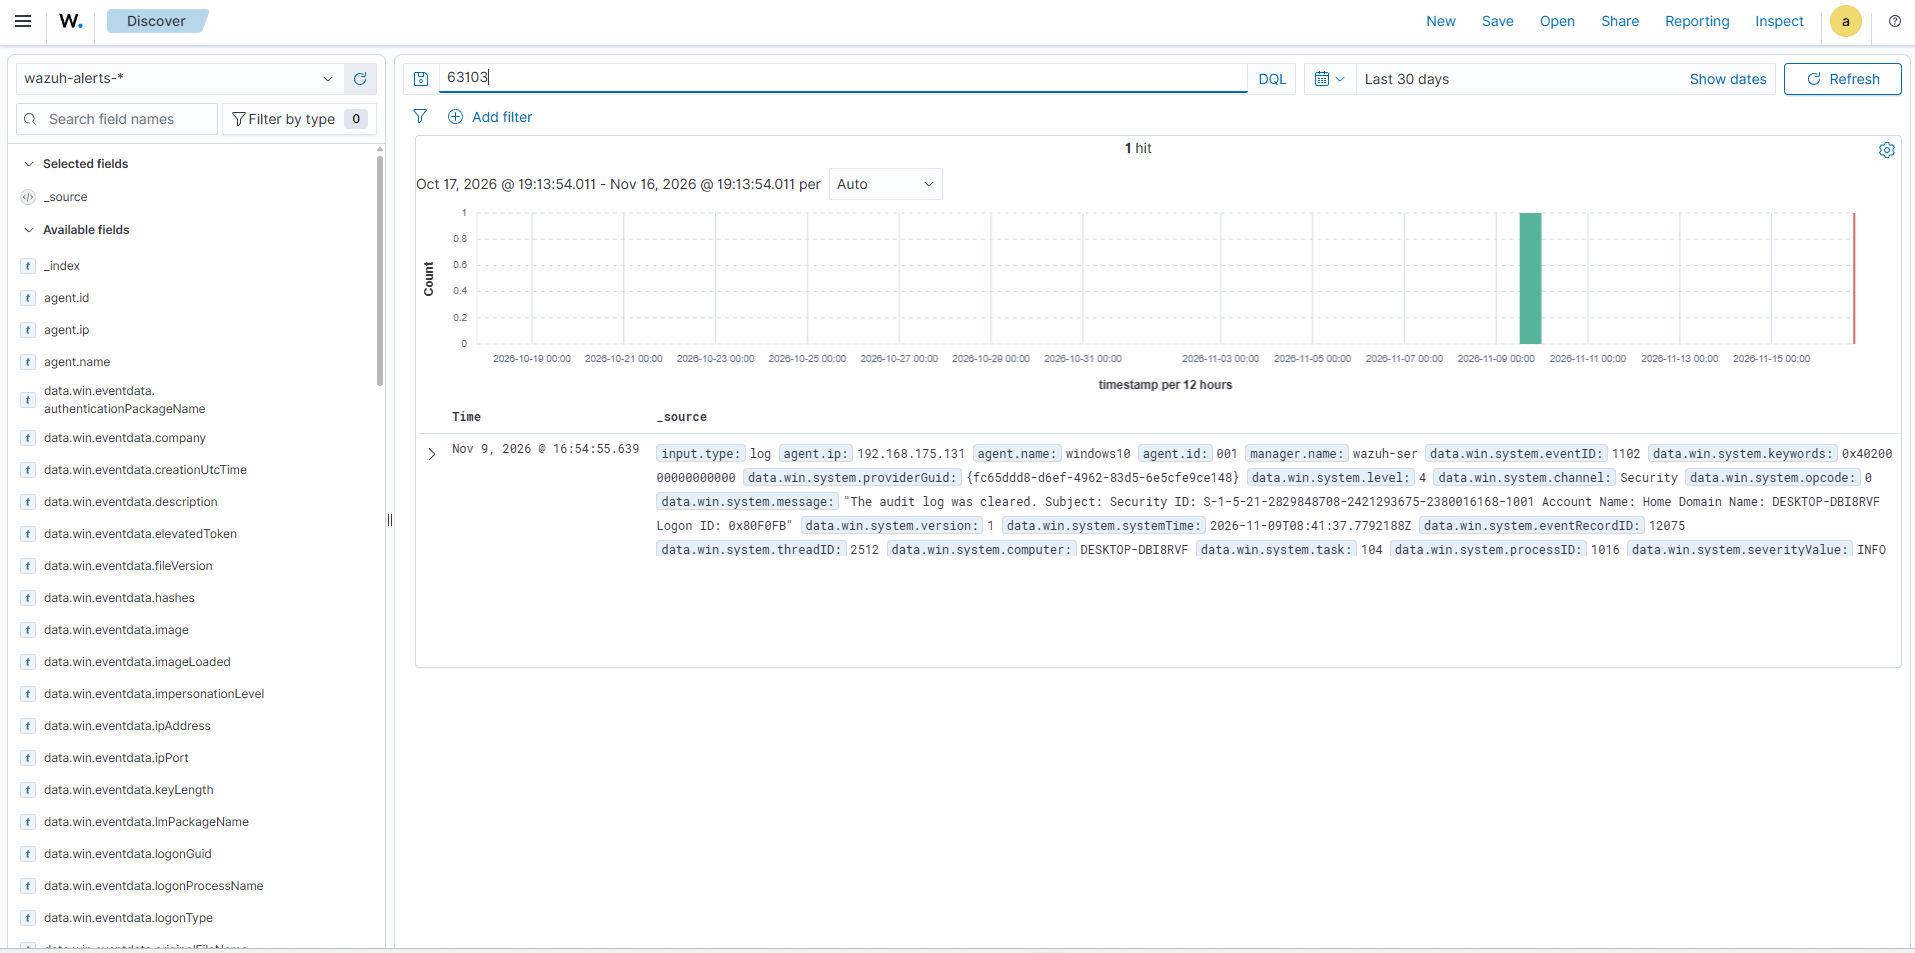 W. Discover New Save Open Share Reporting Inspect a
wazuh-alerts-*
Search field names Filter by type 0
Selected fields
_source
Available fields
t _index
t agent.id
t agent.ip
t agent.name
t data.win.eventdata.
authenticationPackageName
t data.win.eventdata.company
t data.win.eventdata.creationUtcTime
t data.win.eventdata.description
t data.win.eventdata.elevatedToken
t data.win.eventdata.fileVersion
t data.win.eventdata.hashes
t data.win.eventdata.image
t data.win.eventdata.imageLoaded
t data.win.eventdata.impersonationLevel
t data.win.eventdata.ipAddress
t data.win.eventdata.ipPort
t data.win.eventdata.keyLength
t data.win.eventdata.lmPackageName
t data.win.eventdata.logonGuid
t data.win.eventdata.logonProcessName
t data.win.eventdata.logonType
63103 DQL Last 30 days Show dates Refresh
Add filter
1 hit
Oct 17, 2026 @ 19:13:54.011 - Nov 16, 2026 @ 19:13:54.011 per Auto
Count
1
0.8
0.6
0.4
0.2
0
2026-10-19 00:00 2026-10-21 00:00 2026-10-23 00:00 2026-10-25 00:00 2026-10-27 00:00 2026-10-29 00:00 2026-10-31 00:00 2026-11-03 00:00 2026-11-05 00:00 2026-11-07 00:00 2026-11-09 00:00 2026-11-11 00:00 2026-11-13 00:00 2026-11-15 00:00
timestamp per 12 hours
Time _source
Nov 9, 2026 @ 16:54:55.639 input.type: log agent.ip: 192.168.175.131 agent.name: windows10 agent.id: 001 manager.name: wazuh-ser data.win.system.eventID: 1102 data.win.system.keywords: 0x40200
00000000000 data.win.system.providerGuid: {fc65ddd8-d6ef-4962-83d5-6e5cfe9ce148} data.win.system.level: 4 data.win.system.channel: Security data.win.system.opcode: 0
data.win.system.message: "The audit log was cleared. Subject: Security ID: S-1-5-21-2829848708-2421293675-2380016168-1001 Account Name: Home Domain Name: DESKTOP-DBI8RVF
Logon ID: 0x80F0FB" data.win.system.version: 1 data.win.system.systemTime: 2026-11-09T08:41:37.7792188Z data.win.system.eventRecordID: 12075
data.win.system.threadID: 2512 data.win.system.computer: DESKTOP-DBI8RVF data.win.system.task: 104 data.win.system.processID: 1016 data.win.system.severityValue: INFO